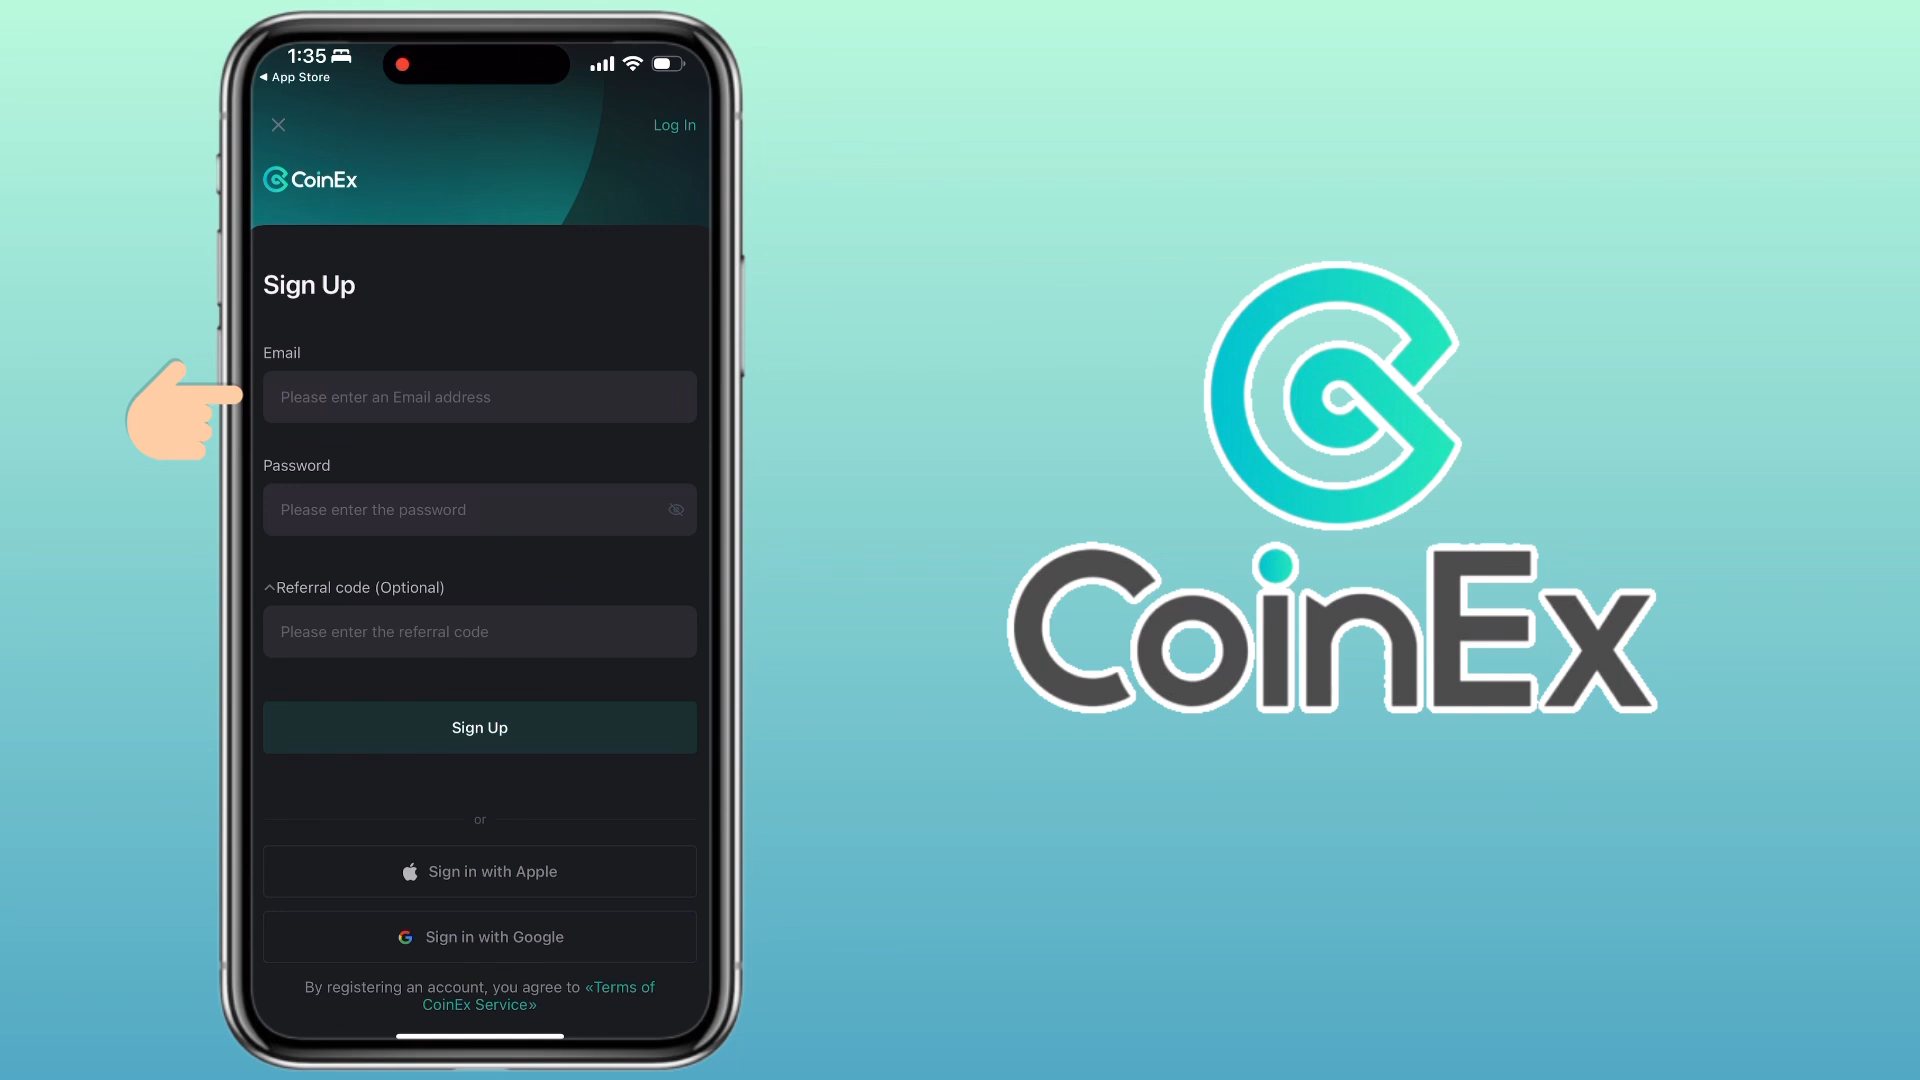 1:35
App Store
Log In
CoinEx
Sign Up
Email
Please enter an Email address
Password
Please enter the password
Referral code (Optional)
Please enter the referral code
Sign Up
or
Sign in with Apple
Sign in with Google
By registering an account, you agree to «Terms of
CoinEx Service»
CoinEx